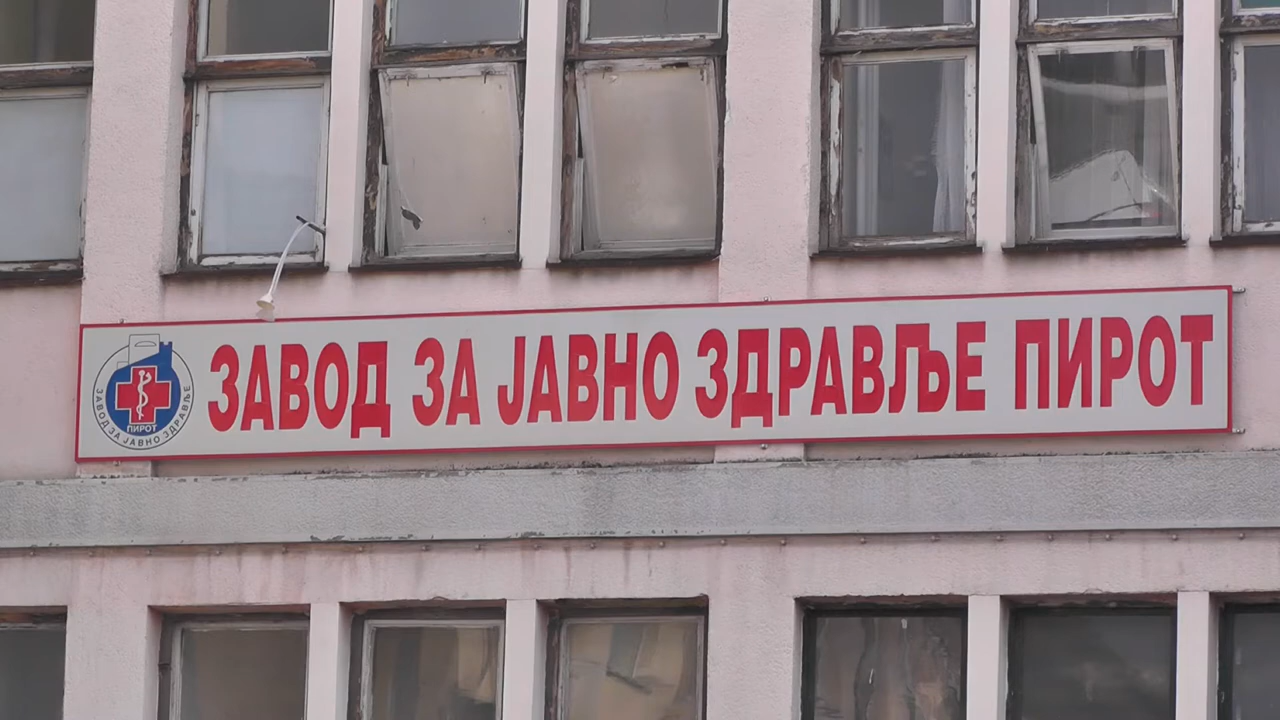 ЗАВОД ЗА ЈАВНО ЗДРАВЉЕ ПИРОТ
ПИРОТ
ЗАВОД ЗА ЈАВНО ЗДРАВЉЕ